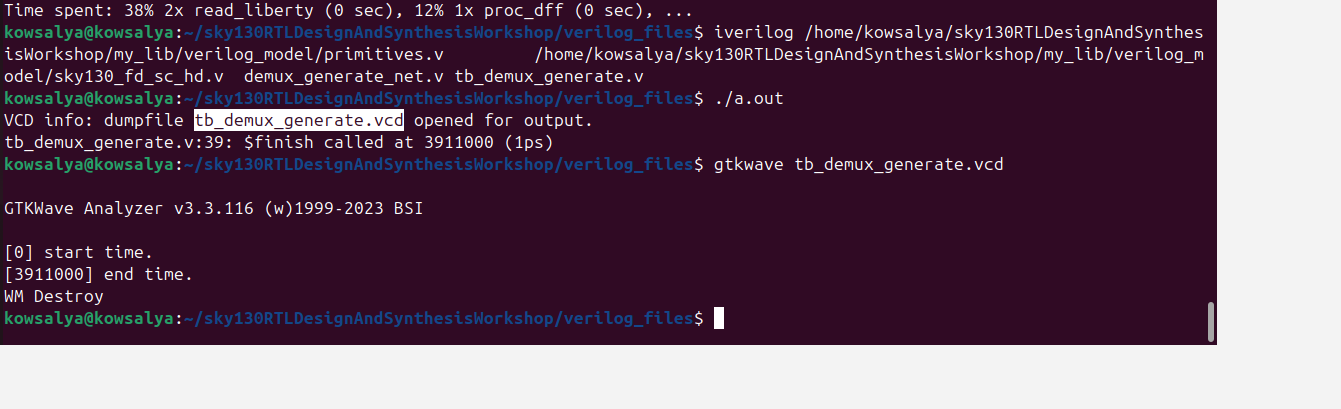 Time spent: 38% 2x read_liberty (0 sec), 12% 1x proc_dff (0 sec), ...
kowsalya@kowsalya:~/sky130RTLDesignAndSynthesisWorkshop/verilog_files$ iverilog /home/kowsalya/sky130RTLDesignAndSynthes
isWorkshop/my_lib/verilog_model/primitives.v         /home/kowsalya/sky130RTLDesignAndSynthesisWorkshop/my_lib/verilog_m
odel/sky130_fd_sc_hd.v  demux_generate_net.v tb_demux_generate.v
kowsalya@kowsalya:~/sky130RTLDesignAndSynthesisWorkshop/verilog_files$ ./a.out
VCD info: dumpfile tb_demux_generate.vcd opened for output.
tb_demux_generate.v:39: $finish called at 3911000 (1ps)
kowsalya@kowsalya:~/sky130RTLDesignAndSynthesisWorkshop/verilog_files$ gtkwave tb_demux_generate.vcd
GTKWave Analyzer v3.3.116 (w)1999-2023 BSI
[0] start time.
[3911000] end time.
WM Destroy
kowsalya@kowsalya:~/sky130RTLDesignAndSynthesisWorkshop/verilog_files$